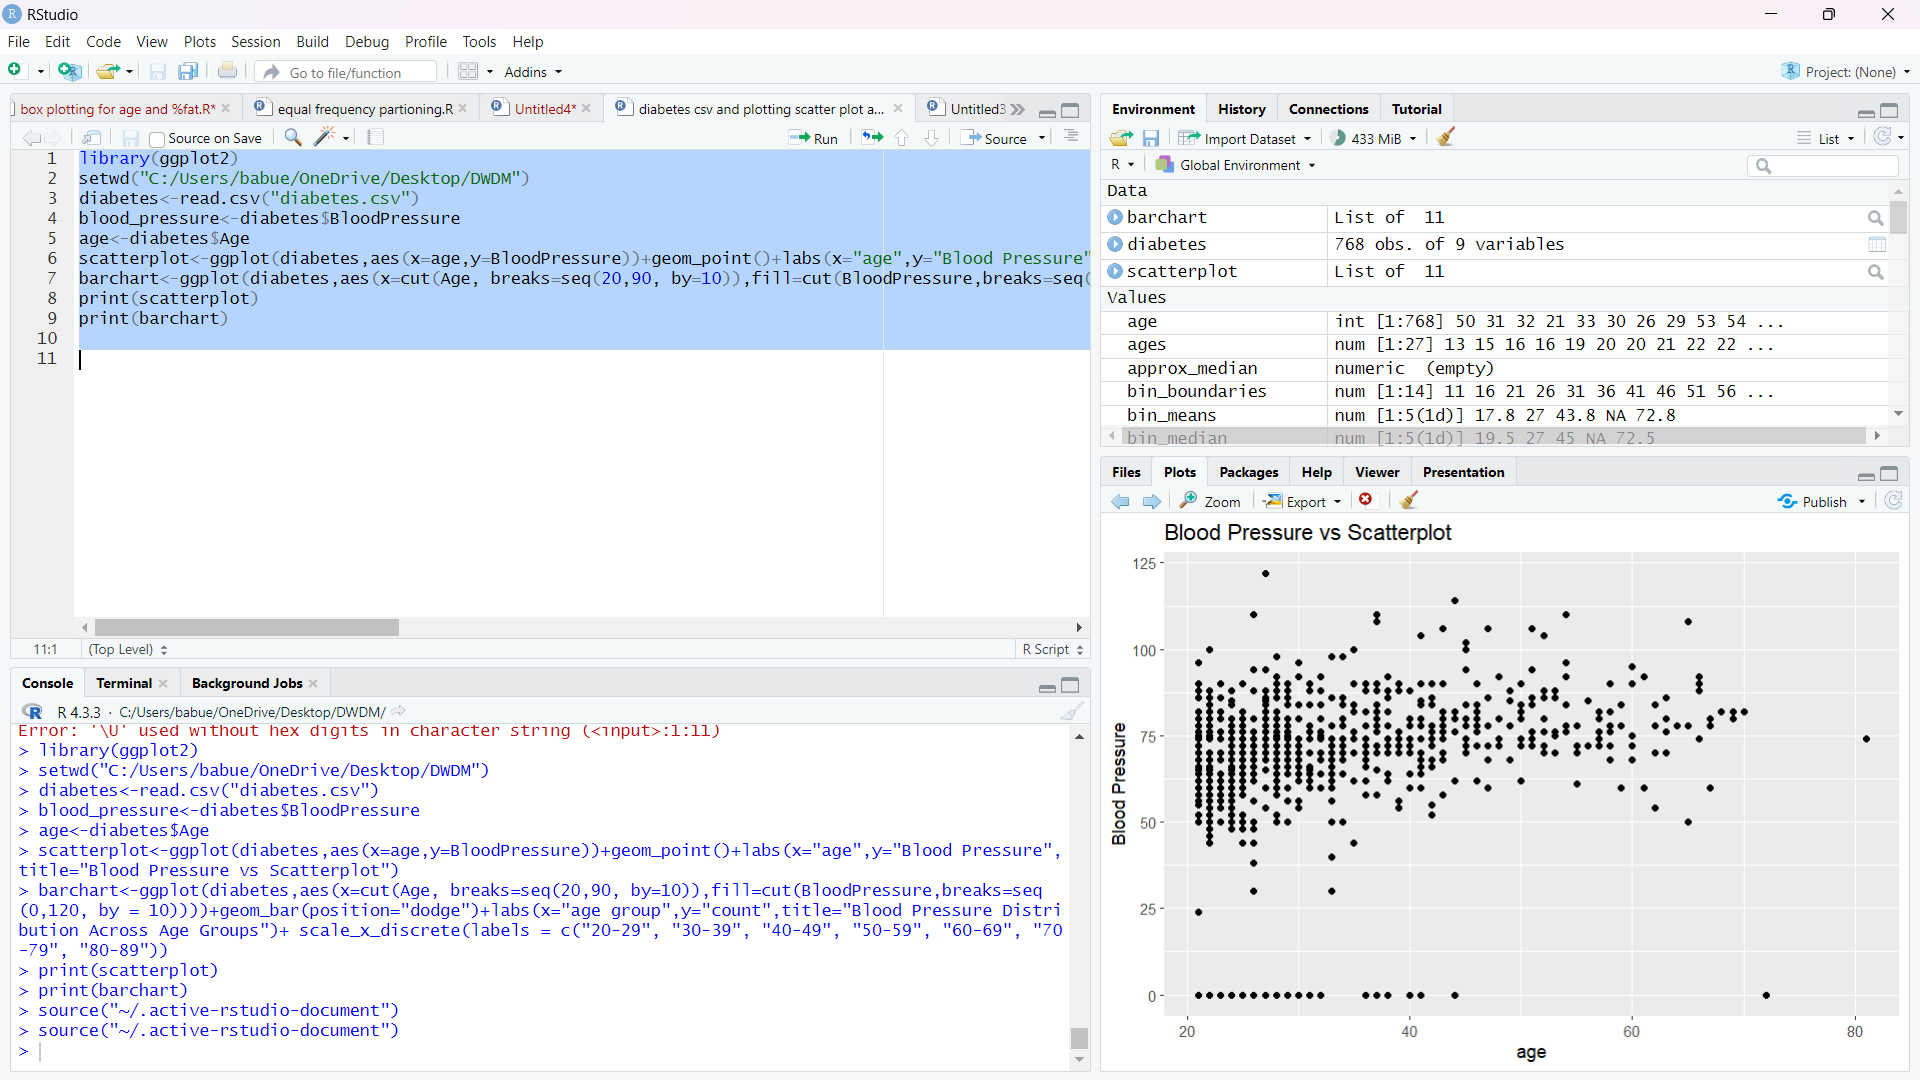 RStudio
File Edit Code View Plots Session Build Debug Profile Tools Help
Go to file/function Addins Project: (None)
box plotting for age and %fat.R* equal frequency partioning.R Untitled4* diabetes csv and plotting scatter plot a... Untitled3
Source on Save Run Source
1 library(ggplot2)
2 setwd("C:/Users/babue/OneDrive/Desktop/DWDM")
3 diabetes<-read.csv("diabetes.csv")
4 blood_pressure<-diabetes$BloodPressure
5 age<-diabetes$Age
6 scatterplot<-ggplot(diabetes,aes(x=age,y=BloodPressure))+geom_point()+labs(x="age",y="Blood Pressure"
7 barchart<-ggplot(diabetes,aes(x=cut(Age, breaks=seq(20,90, by=10)),fill=cut(BloodPressure,breaks=seq(
8 print(scatterplot)
9 print(barchart)
10
11
11:1 (Top Level) R Script
Console Terminal Background Jobs
R 4.3.3 · C:/Users/babue/OneDrive/Desktop/DWDM/
Error: '\U' used without hex digits in character string (<input>:1:11)
> library(ggplot2)
> setwd("C:/Users/babue/OneDrive/Desktop/DWDM")
> diabetes<-read.csv("diabetes.csv")
> blood_pressure<-diabetes$BloodPressure
> age<-diabetes$Age
> scatterplot<-ggplot(diabetes,aes(x=age,y=BloodPressure))+geom_point()+labs(x="age",y="Blood Pressure",
title="Blood Pressure vs Scatterplot")
> barchart<-ggplot(diabetes,aes(x=cut(Age, breaks=seq(20,90, by=10)),fill=cut(BloodPressure,breaks=seq
(0,120, by = 10))))+geom_bar(position="dodge")+labs(x="age group",y="count",title="Blood Pressure Distri
bution Across Age Groups")+ scale_x_discrete(labels = c("20-29", "30-39", "40-49", "50-59", "60-69", "70
-79", "80-89"))
> print(scatterplot)
> print(barchart)
> source("~/.active-rstudio-document")
> source("~/.active-rstudio-document")
>
Environment History Connections Tutorial
Import Dataset 433 MiB List
R Global Environment
Data
barchart List of 11
diabetes 768 obs. of 9 variables
scatterplot List of 11
Values
age int [1:768] 50 31 32 21 33 30 26 29 53 54 ...
ages num [1:27] 13 15 16 16 19 20 20 21 22 22 ...
approx_median numeric (empty)
bin_boundaries num [1:14] 11 16 21 26 31 36 41 46 51 56 ...
bin_means num [1:5(1d)] 17.8 27 43.8 NA 72.8
bin_median num [1:5(1d)] 19.5 27 45 NA 72.5
Files Plots Packages Help Viewer Presentation
Zoom Export Publish
Blood Pressure vs Scatterplot
125
100
75
50
25
0
Blood Pressure
20 40 60 80
age